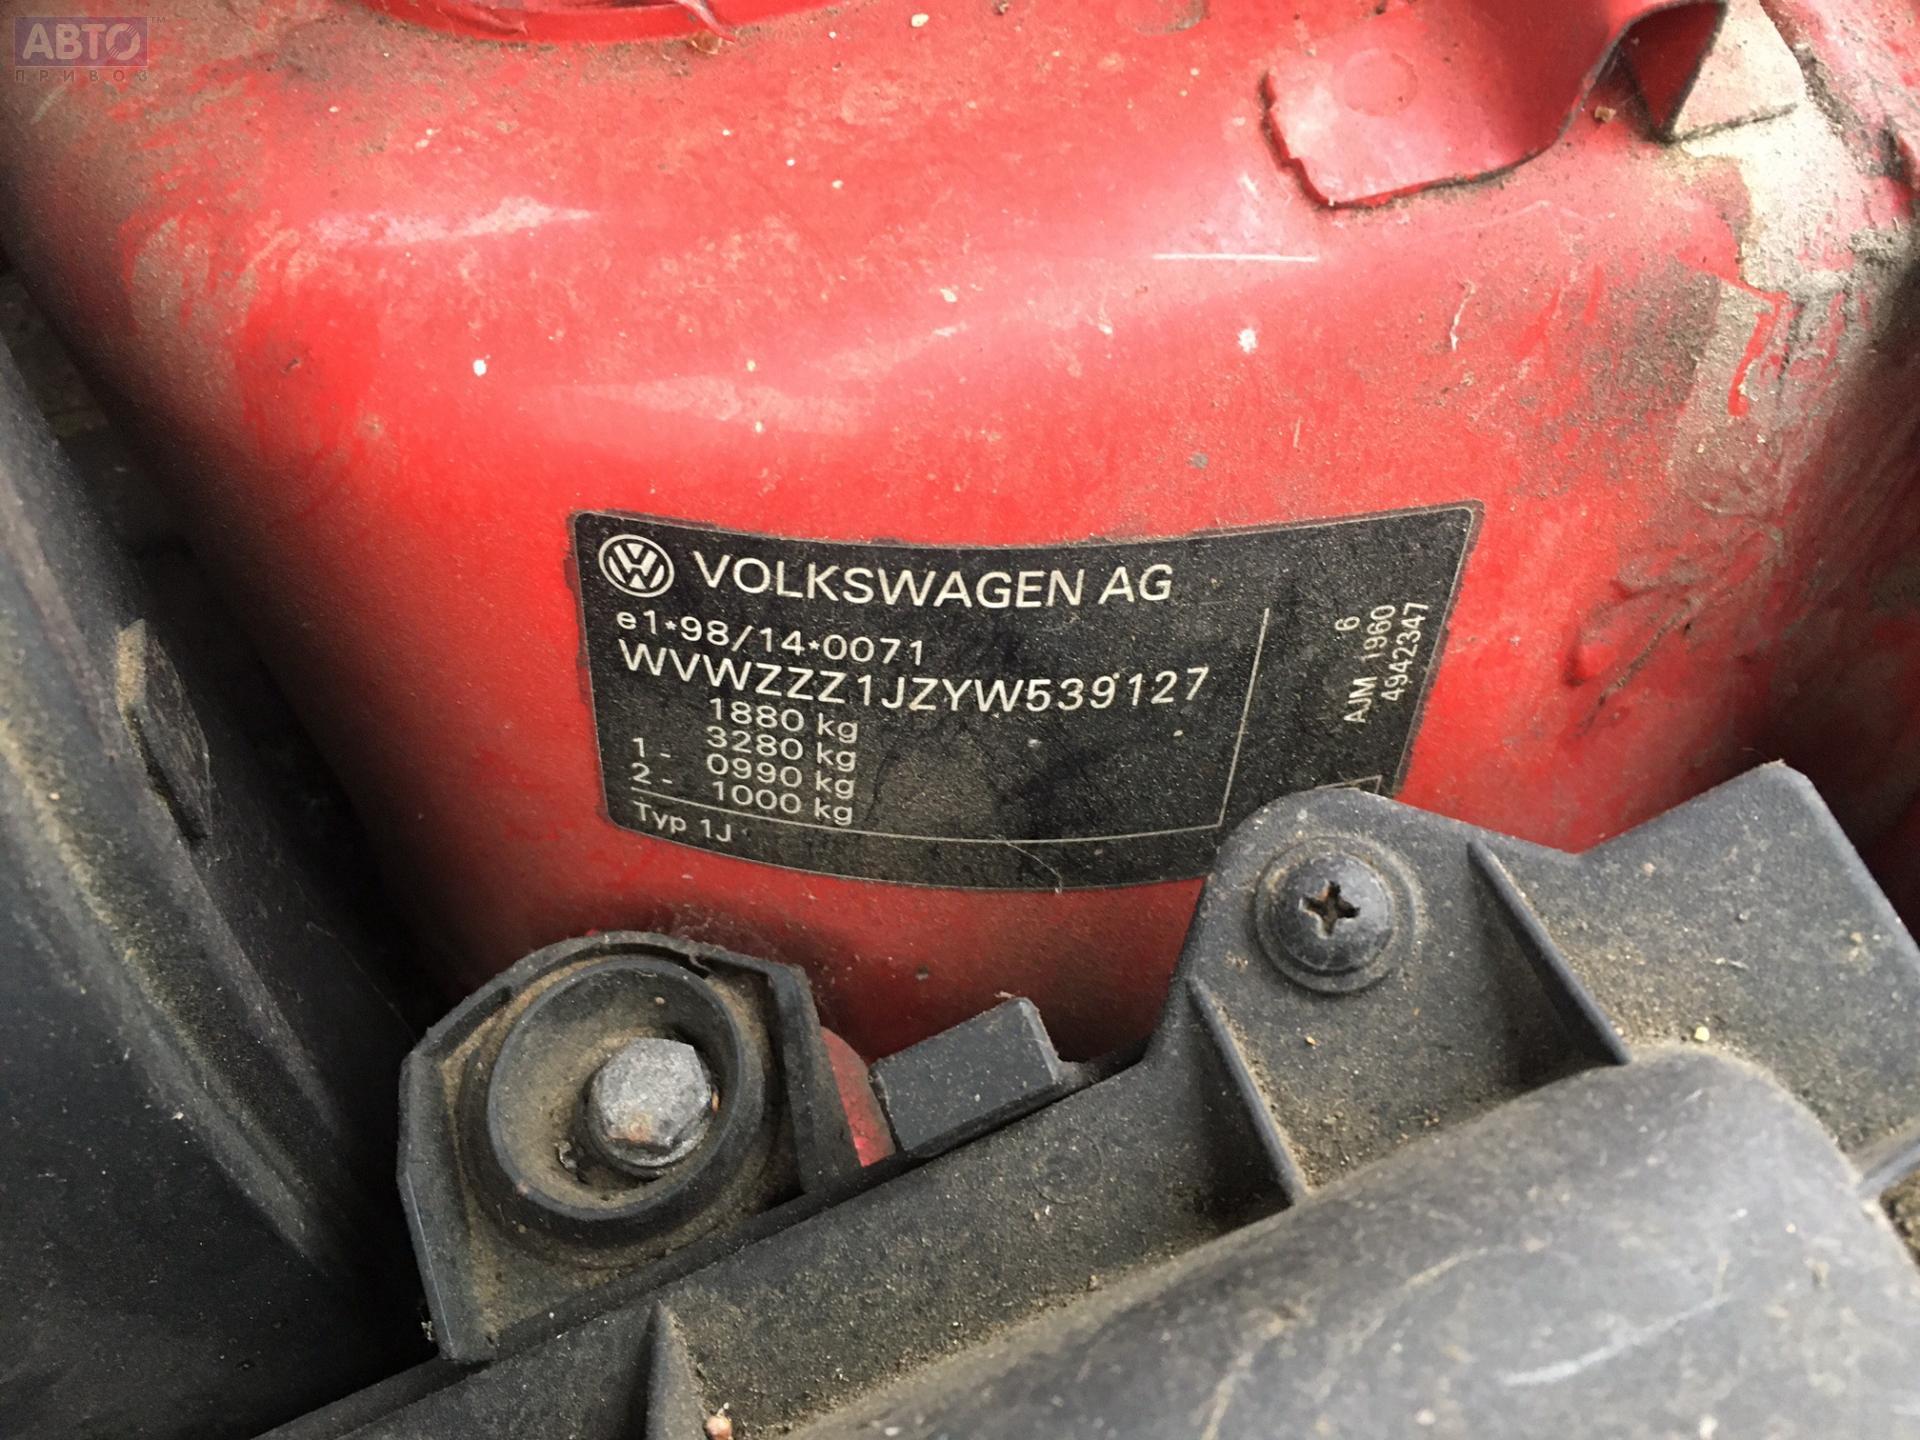 АВТО™
ПРИВОЗ
VOLKSWAGEN AG
e1*98/14*0071
WVWZZZ1JZYW539127
1880 kg
3280 kg
1 - 0990 kg
2 - 1000 kg
Typ 1J
6
AJM 1960
4942347